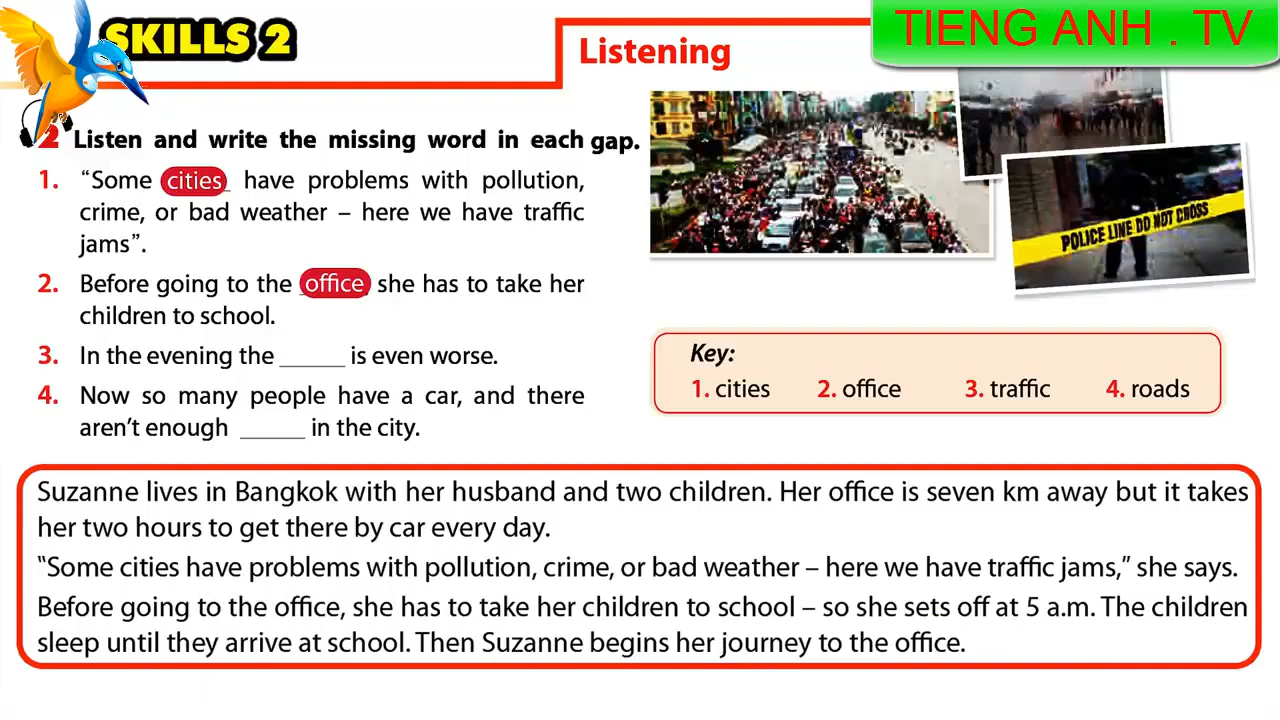 SKILLS 2
Listening
TIENG ANH . TV
2 Listen and write the missing word in each gap.
1. “Some cities have problems with pollution,
crime, or bad weather – here we have traffic
jams”.
2. Before going to the office she has to take her
children to school.
3. In the evening the _____ is even worse.
4. Now so many people have a car, and there
aren’t enough _____ in the city.
POLICE LINE DO NOT CROSS
Key:
1. cities 2. office 3. traffic 4. roads
Suzanne lives in Bangkok with her husband and two children. Her office is seven km away but it takes
her two hours to get there by car every day.
“Some cities have problems with pollution, crime, or bad weather – here we have traffic jams,” she says.
Before going to the office, she has to take her children to school – so she sets off at 5 a.m. The children
sleep until they arrive at school. Then Suzanne begins her journey to the office.